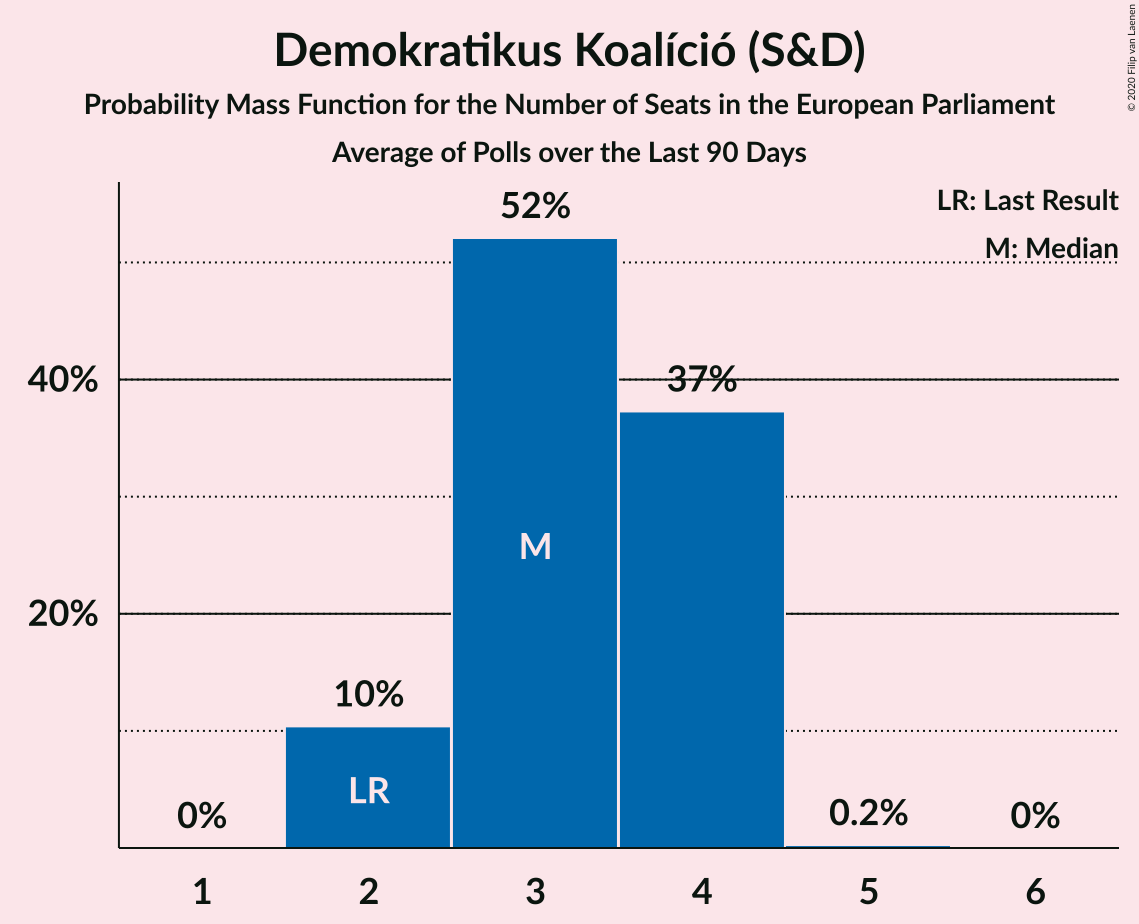 Demokratikus Koalíció (S&D)
Probability Mass Function for the Number of Seats in the European Parliament
Average of Polls over the Last 90 Days
© 2020 Filip van Laenen
LR: Last Result
M: Median
52%
40%
37%
M
20%
10%
LR
0%
0.2%
0%
1 2 3 4 5 6